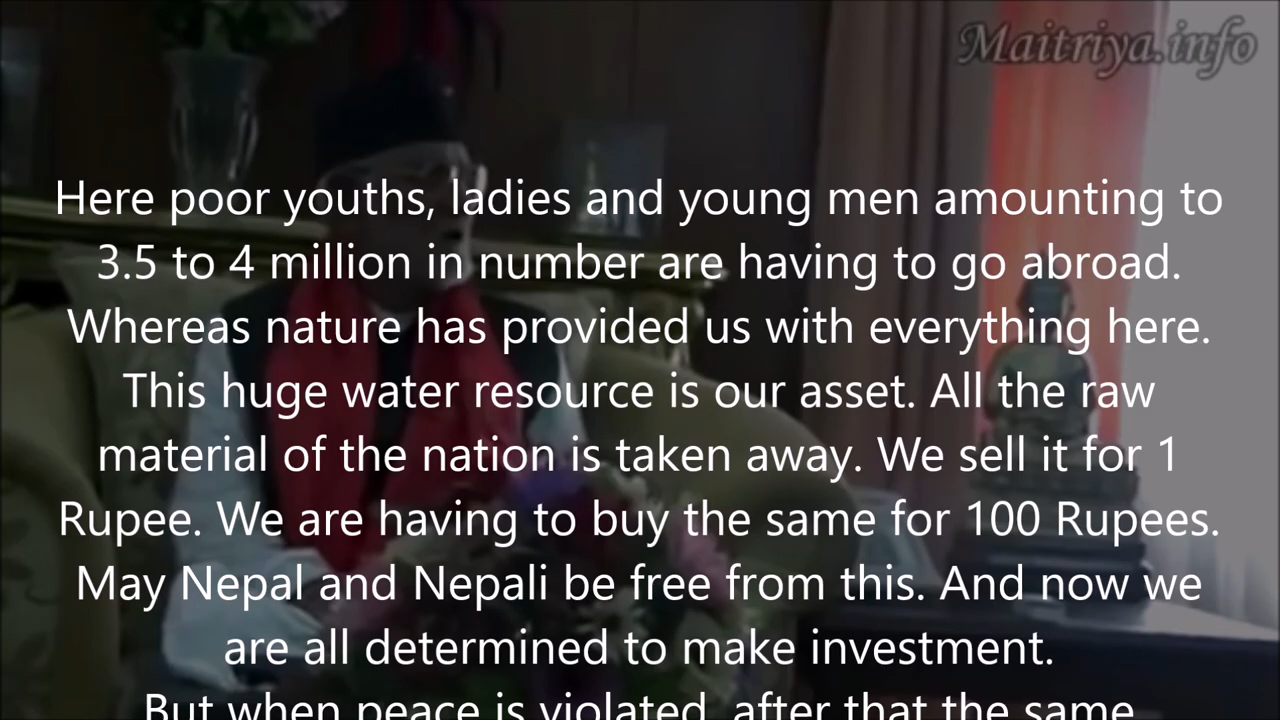 Maitriya.info
Here poor youths, ladies and young men amounting to
3.5 to 4 million in number are having to go abroad.
Whereas nature has provided us with everything here.
This huge water resource is our asset. All the raw
material of the nation is taken away. We sell it for 1
Rupee. We are having to buy the same for 100 Rupees.
May Nepal and Nepali be free from this. And now we
are all determined to make investment.
But when peace is violated, after that the same